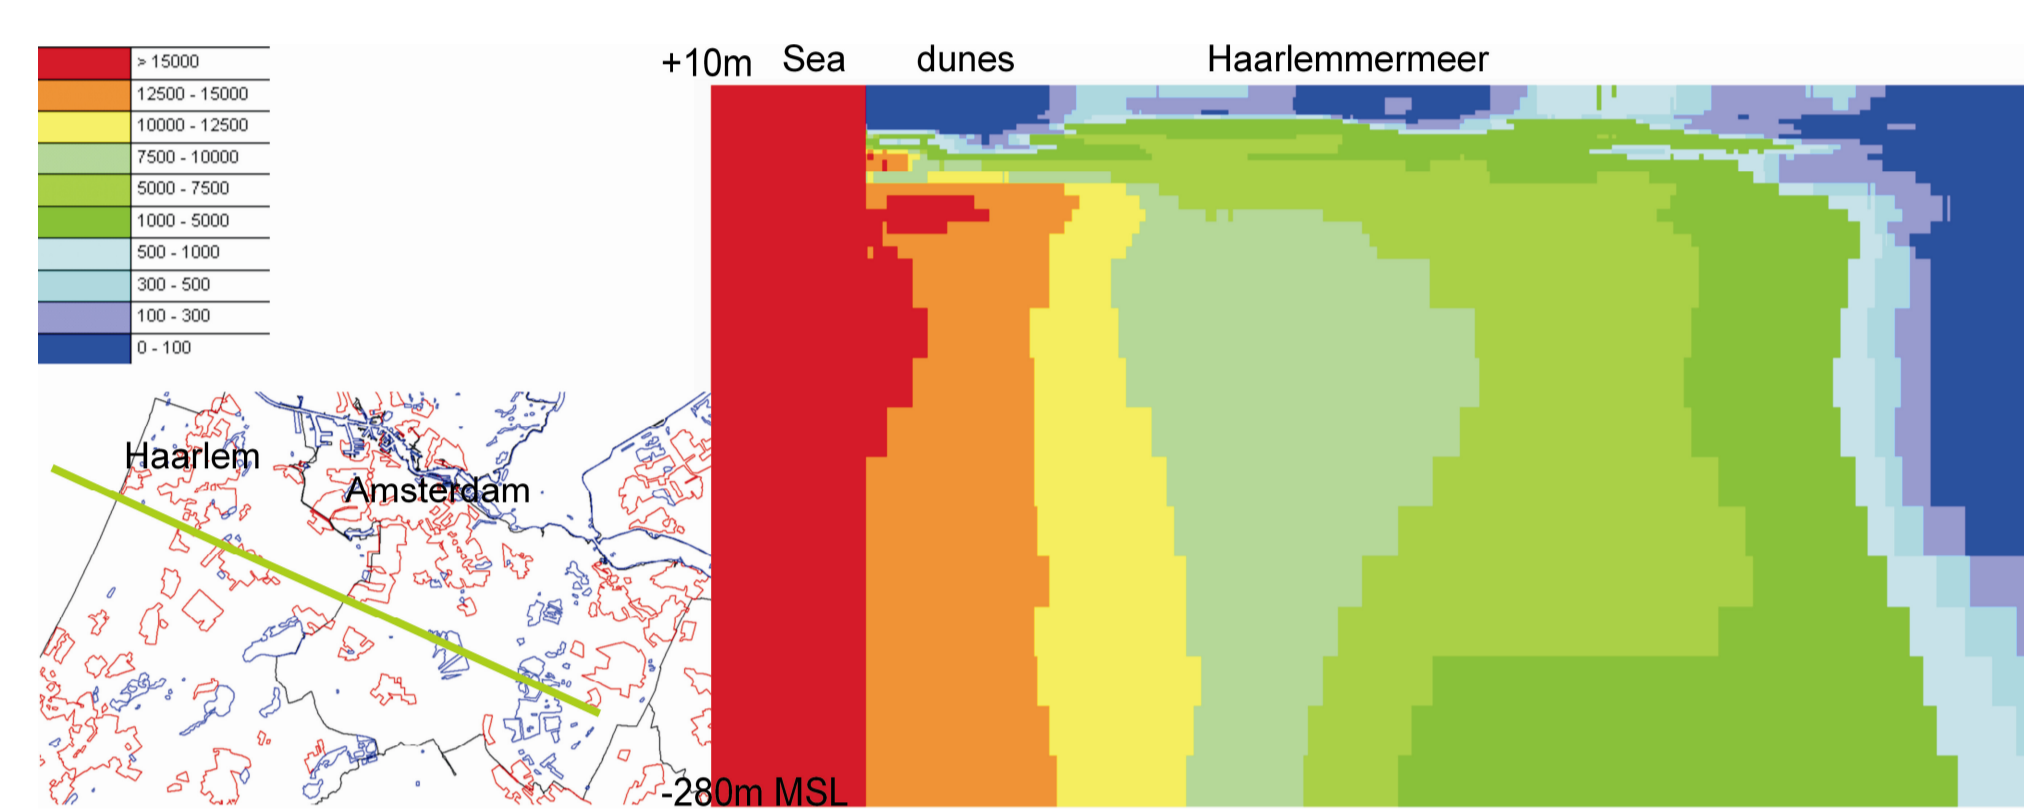 +10m Sea dunes Haarlemmermeer
> 15000
12500 - 15000
10000 - 12500
7500 - 10000
5000 - 7500
1000 - 5000
500 - 1000
300 - 500
100 - 300
0 - 100
Haarlem
Amsterdam
-280m MSL